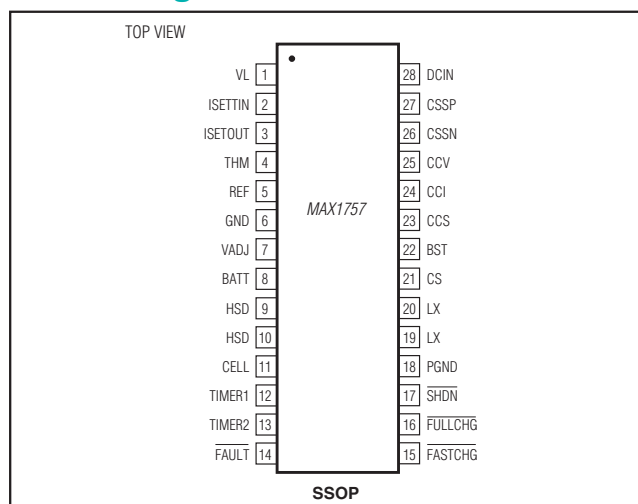 TOP VIEW
VL 1
ISETTIN 2
ISETOUT 3
THM 4
REF 5
GND 6
VADJ 7
BATT 8
HSD 9
HSD 10
CELL 11
TIMER1 12
TIMER2 13
FAULT 14
MAX1757
28 DCIN
27 CSSP
26 CSSN
25 CCV
24 CCI
23 CCS
22 BST
21 CS
20 LX
19 LX
18 PGND
17 SHDN
16 FULLCHG
15 FASTCHG
SSOP